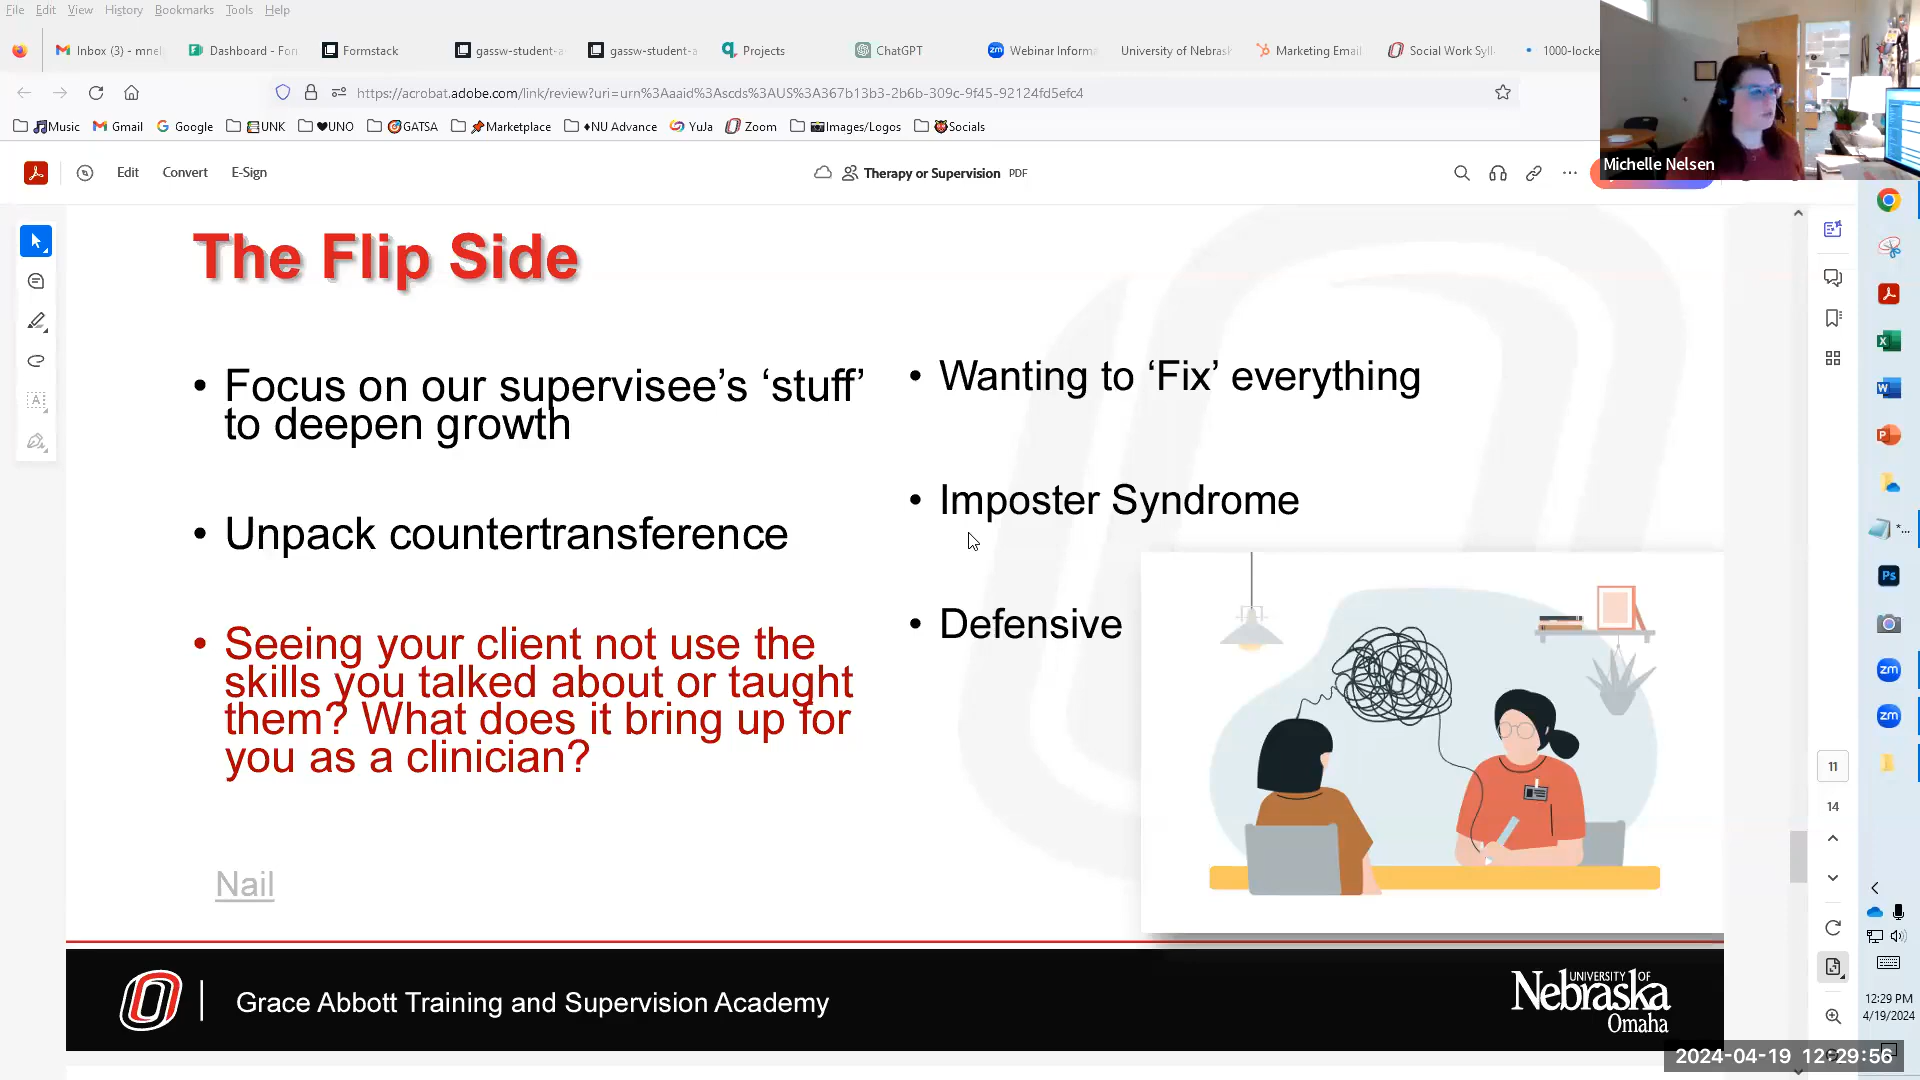 File Edit View History Bookmarks Tools Help
Inbox (3) - mnel Dashboard - For Formstack gassw-student-a gassw-student-a Projects ChatGPT Webinar Informa University of Nebras Marketing Email Social Work Syll 1000-locke
https://acrobat.adobe.com/link/review?uri=urn%3Aaaid%3Ascds%3AUS%3A367b13b3-2b6b-309c-9f45-92124fd5efc4
Music Gmail Google UNK UNO GATSA Marketplace NU Advance YuJa Zoom Images/Logos Socials
Michelle Nelsen
Edit Convert E-Sign Therapy or Supervision PDF
The Flip Side
• Focus on our supervisee's 'stuff'
to deepen growth
• Unpack countertransference
• Seeing your client not use the
skills you talked about or taught
them? What does it bring up for
you as a clinician?
• Wanting to 'Fix' everything
• Imposter Syndrome
• Defensive
Nail
11
14
Grace Abbott Training and Supervision Academy
UNIVERSITY OF
Nebraska
Omaha
12:29 PM
4/19/2024
2024-04-19 12:29:56